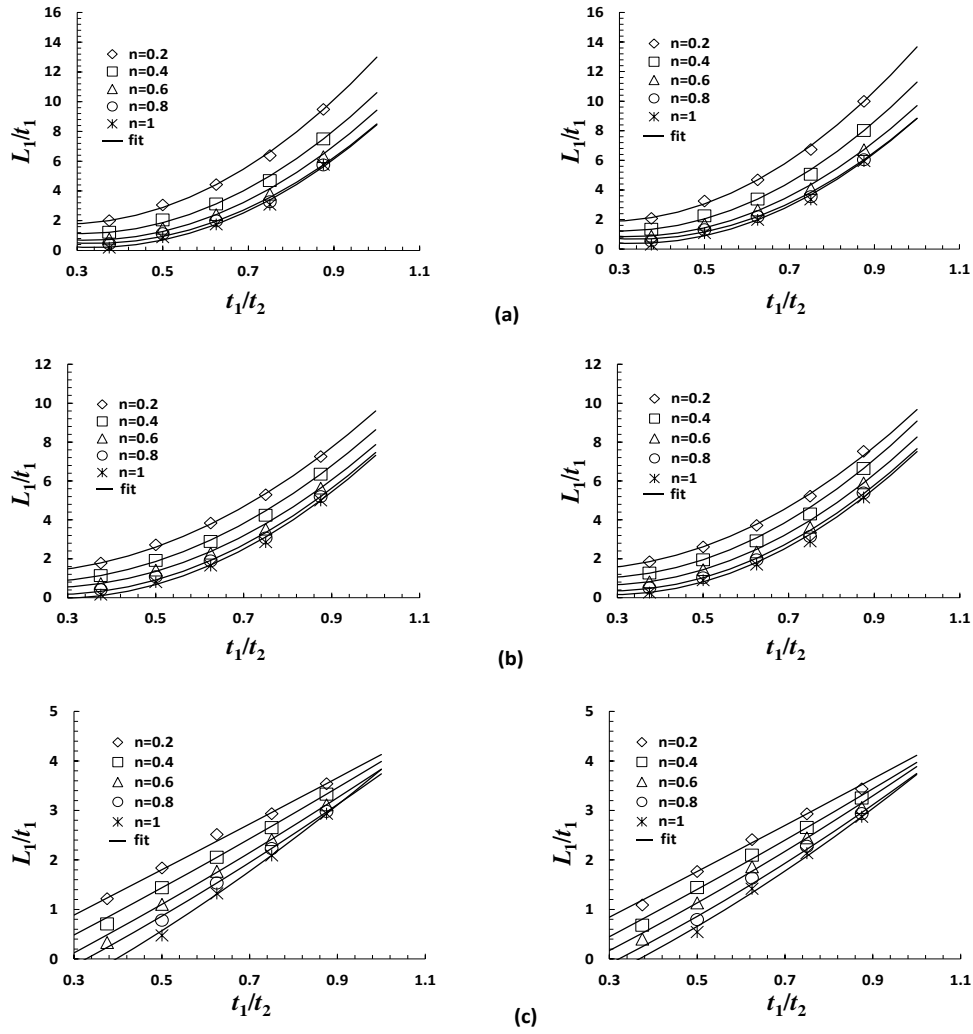 16
14
12
10
8
6
4
2
0
n=0.2
n=0.4
n=0.6
n=0.8
n=1
fit
L1/t1
0.3 0.5 0.7 0.9 1.1
t1/t2
16
14
12
10
8
6
4
2
0
n=0.2
n=0.4
n=0.6
n=0.8
n=1
fit
L1/t1
0.3 0.5 0.7 0.9 1.1
t1/t2
(a)
12
10
8
6
4
2
0
n=0.2
n=0.4
n=0.6
n=0.8
n=1
fit
L1/t1
0.3 0.5 0.7 0.9 1.1
t1/t2
12
10
8
6
4
2
0
n=0.2
n=0.4
n=0.6
n=0.8
n=1
fit
L1/t1
0.3 0.5 0.7 0.9 1.1
t1/t2
(b)
5
4
3
2
1
0
n=0.2
n=0.4
n=0.6
n=0.8
n=1
fit
L1/t1
0.3 0.5 0.7 0.9 1.1
t1/t2
5
4
3
2
1
0
n=0.2
n=0.4
n=0.6
n=0.8
n=1
fit
L1/t1
0.3 0.5 0.7 0.9 1.1
t1/t2
(c)